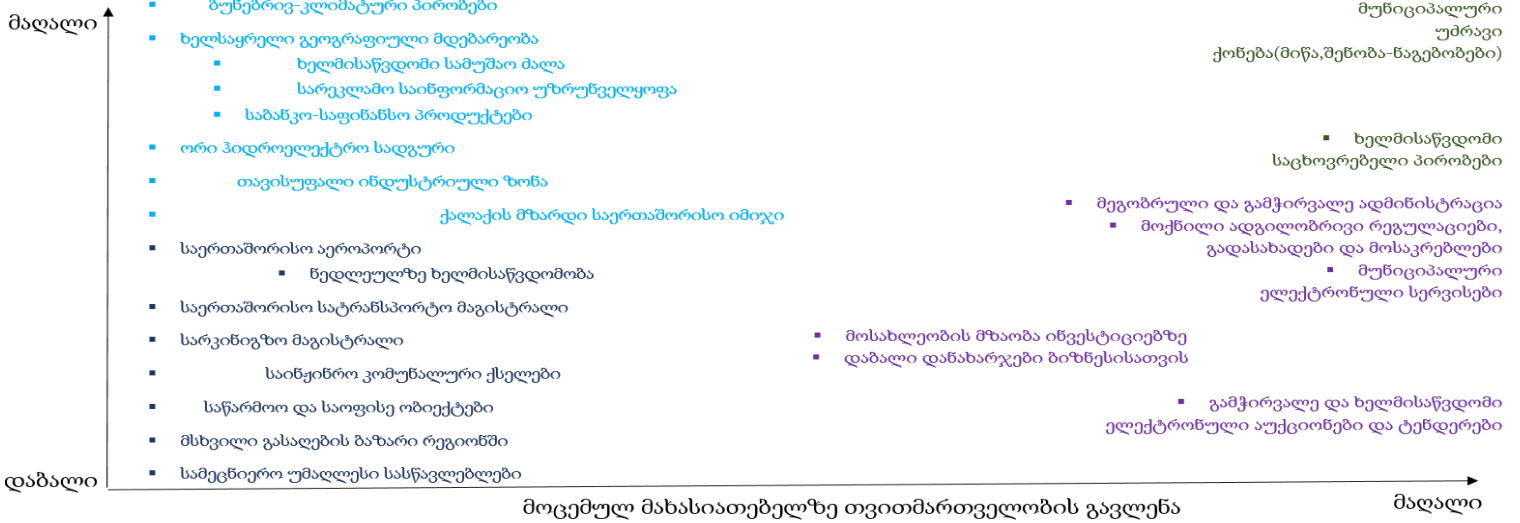 მაღალი
ბუნებრივ-კლიმატური პირობები
ხელსაყრელი გეოგრაფიული მდებარეობა
ხელმისაწვდომი სამუშაო ძალა
სარეკლამო საინფორმაციო უზრუნველყოფა
საბანკო-საფინანსო პროდუქტები
ორი ჰიდროელექტრო სადგური
თავისუფალი ინდუსტრიული ზონა
ქალაქის მზარდი საერთაშორისო იმიჯი
საერთაშორისო აეროპორტი
ნედლეულზე ხელმისაწვდომობა
საერთაშორისო სატრანსპორტო მაგისტრალი
სარკინიგზო მაგისტრალი
საინჟინრო კომუნალური ქსელები
საწარმოო და საოფისე ობიექტები
მსხვილი გასაღების ბაზარი რეგიონში
სამეცნიერო უმაღლესი სასწავლებლები
მუნიციპალური
უძრავი
ქონება(მიწა,შენობა-ნაგებობები)
ხელმისაწვდომი
საცხოვრებელი პირობები
მეგობრული და გამჭირვალე ადმინისტრაცია
მოქნილი ადგილობრივი რეგულაციები,
გადასახადები და მოსაკრებლები
მუნიციპალური
ელექტრონული სერვისები
მოსახლეობის მზაობა ინვესტიციებზე
დაბალი დანახარჯები ბიზნესისათვის
გამჭირვალე და ხელმისაწვდომი
ელექტრონული აუქციონები და ტენდერები
დაბალი
მოცემულ მახასიათებელზე თვითმართველობის გავლენა
მაღალი